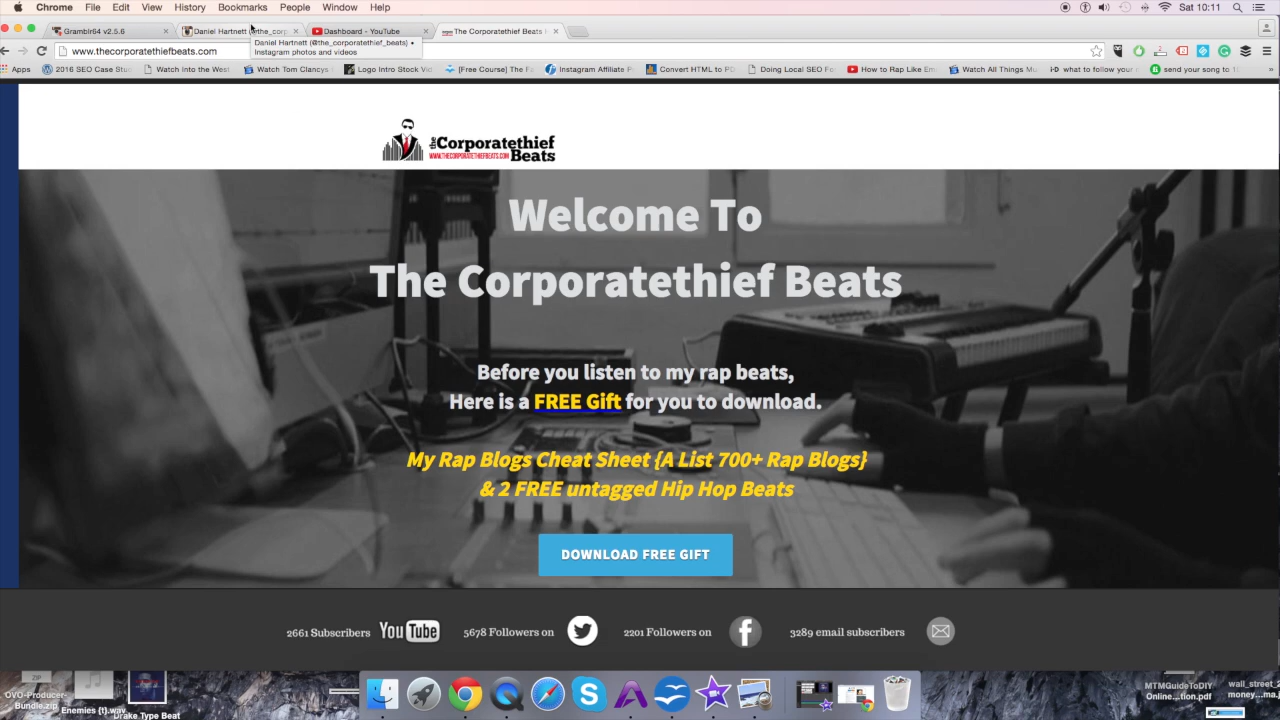 Chrome File Edit View History Bookmarks People Window Help Sat 10:11
Gramblr64 v2.5.6
Daniel Hartnett (@the_corp
Dashboard - YouTube
The Corporatethief Beats
Daniel Hartnett (@the_corporatethief_beats) •
Instagram photos and videos
www.thecorporatethiefbeats.com
Apps 2016 SEO Case Stu Watch Into the West Watch Tom Clancys Logo Intro Stock Vid [Free Course] The Fa Instagram Affiliate P Convert HTML to PD Doing Local SEO Fo How to Rap Like Em Watch All Things Mu what to follow your send your song to 1
the Corporatethief
WWW.THECORPORATETHIEFBEATS.COM Beats
Welcome To
The Corporatethief Beats
Before you listen to my rap beats,
Here is a FREE Gift for you to download.
My Rap Blogs Cheat Sheet {A List 700+ Rap Blogs}
& 2 FREE untagged Hip Hop Beats
DOWNLOAD FREE GIFT
2661 Subscribers YouTube 5678 Followers on 2201 Followers on 3289 email subscribers
ZIP
OVO-Producer-
Bundle.zip
Enemies {t}.wav
Drake Type Beat
MTMGuideToDIY
Online...tion.pdf
wall_street_2
money...ma.